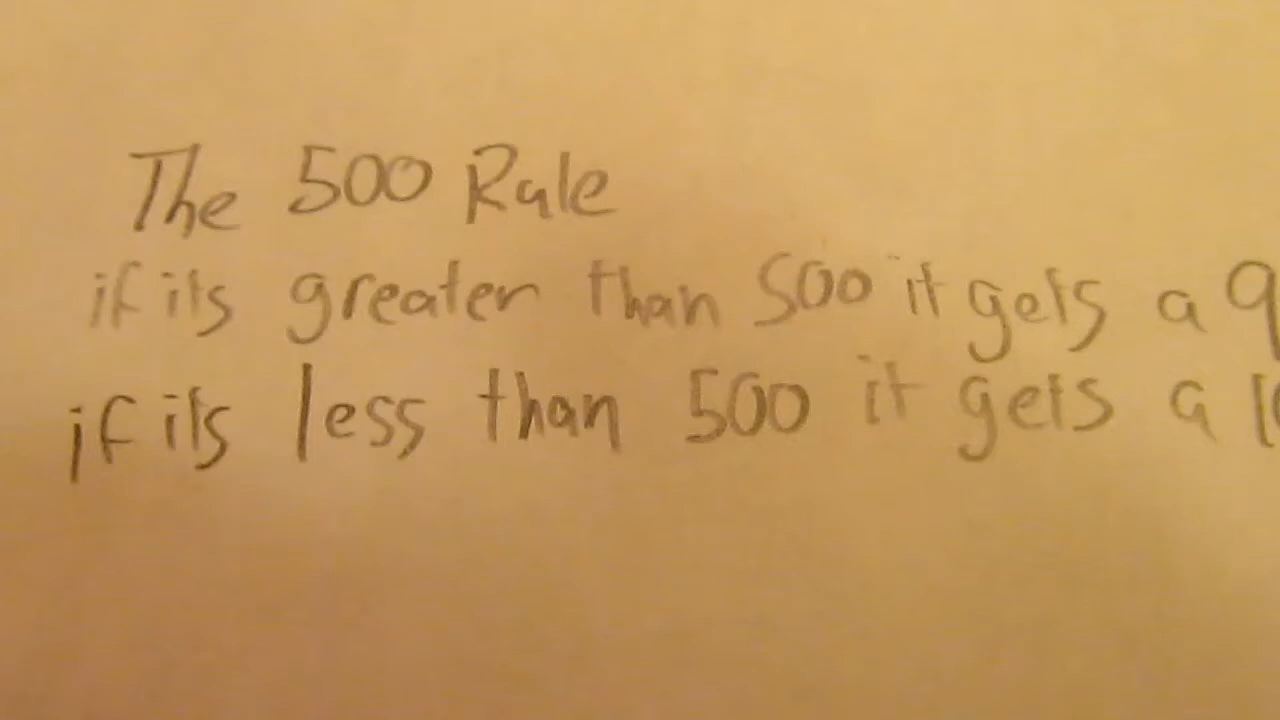 The 500 Rule
if its greater than 500 it gets a 9
if its less than 500 it gets a